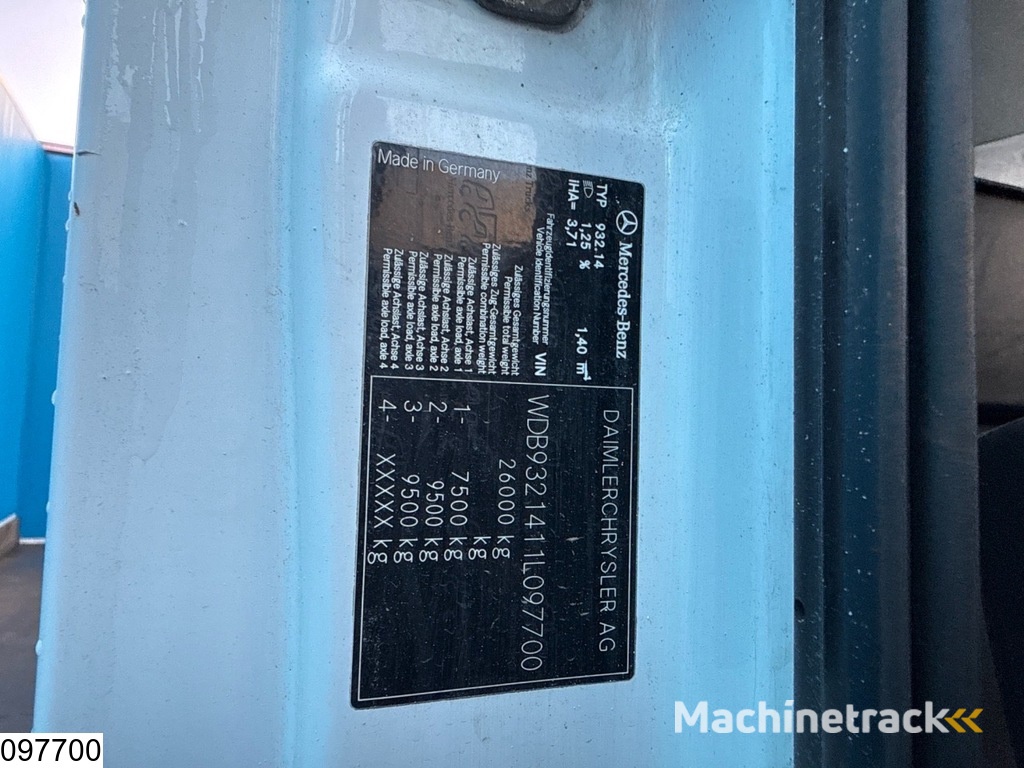 Mercedes-Benz DAIMLERCHRYSLER AG
TYP 932.14
1,25 % 1,40 m⁻¹
IHA= 3,71
Fahrzeugidentifizierungsnummer
Vehicle Identification Number VIN WDB9321411L097700
Zulässiges Gesamtgewicht
Permissible total weight 26000 kg
Zulässiges Zug-Gesamtgewicht
Permissible combination weight kg
Zulässige Achslast, Achse 1
Permissible axle load, axle 1 1- 7500 kg
Zulässige Achslast, Achse 2
Permissible axle load, axle 2 2- 9500 kg
Zulässige Achslast, Achse 3
Permissible axle load, axle 3 3- 9500 kg
Zulässige Achslast, Achse 4
Permissible axle load, axle 4 4- XXXXX kg
Made in Germany
Machinetrack
097700